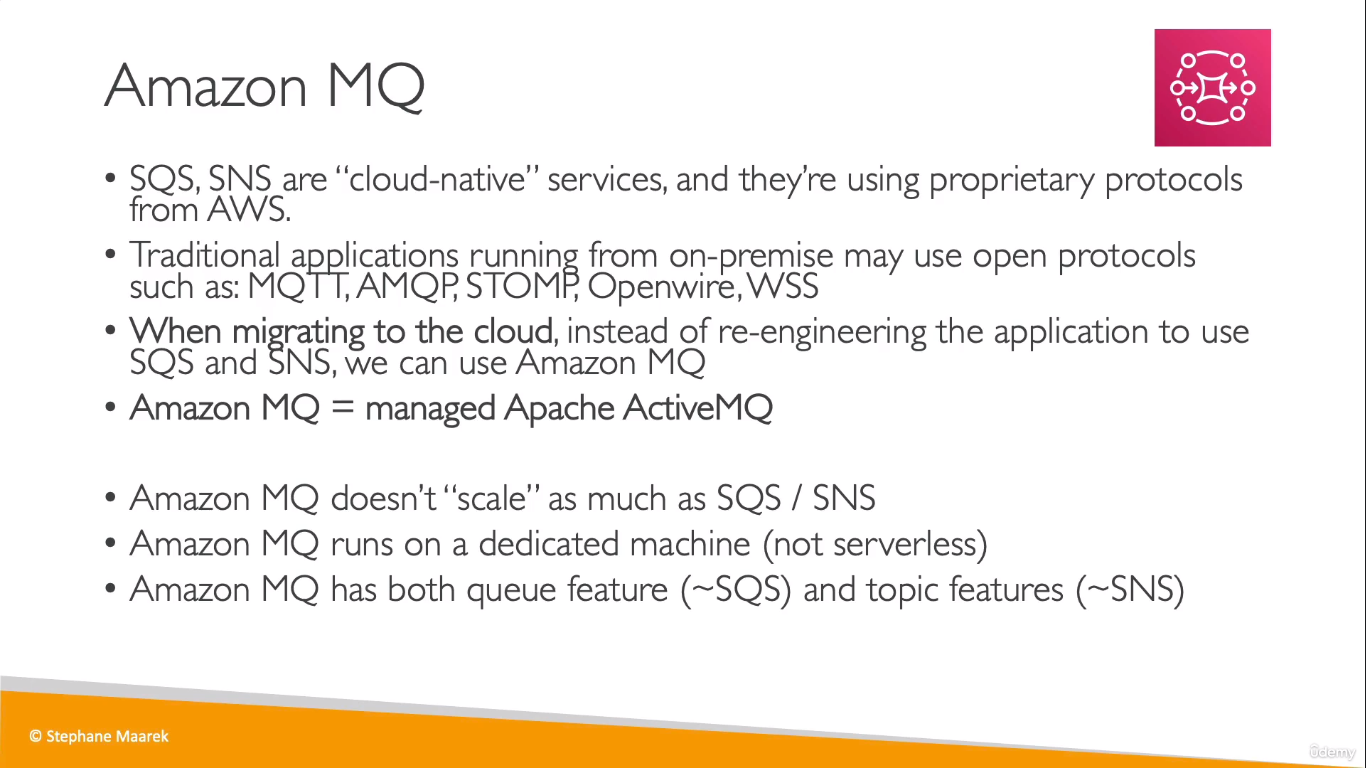 Amazon MQ
• SQS, SNS are “cloud-native” services, and they’re using proprietary protocols
from AWS.
• Traditional applications running from on-premise may use open protocols
such as: MQTT, AMQP, STOMP, Openwire, WSS
• When migrating to the cloud, instead of re-engineering the application to use
SQS and SNS, we can use Amazon MQ
• Amazon MQ = managed Apache ActiveMQ
• Amazon MQ doesn’t “scale” as much as SQS / SNS
• Amazon MQ runs on a dedicated machine (not serverless)
• Amazon MQ has both queue feature (~SQS) and topic features (~SNS)
© Stephane Maarek
ûdemy